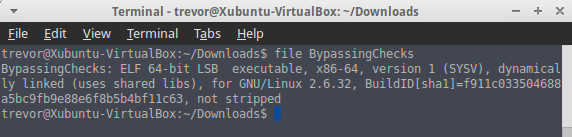 Terminal - trevor@Xubuntu-VirtualBox: ~/Downloads
File Edit View Terminal Tabs Help
trevor@Xubuntu-VirtualBox:~/Downloads$ file BypassingChecks
BypassingChecks: ELF 64-bit LSB  executable, x86-64, version 1 (SYSV), dynamical
ly linked (uses shared libs), for GNU/Linux 2.6.32, BuildID[sha1]=f911c033504688
a5bc9fb9e88e6f8b5b4bf11c63, not stripped
trevor@Xubuntu-VirtualBox:~/Downloads$